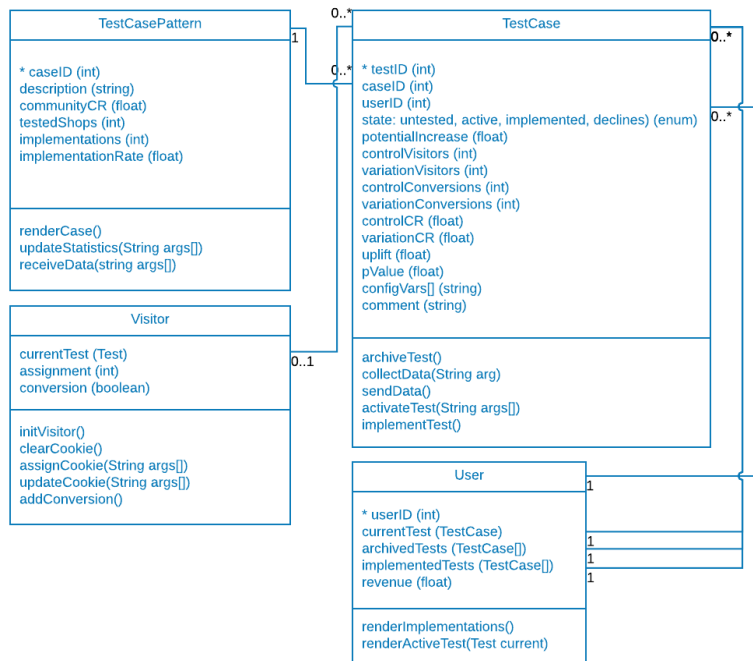 TestCasePattern
* caseID (int)
description (string)
communityCR (float)
testedShops (int)
implementations (int)
implementationRate (float)
renderCase()
updateStatistics(String args[])
receiveData(string args[])
1
0..*
0..*
TestCase
* testID (int)
caseID (int)
userID (int)
state: untested, active, implemented, declines) (enum)
potentialIncrease (float)
controlVisitors (int)
variationVisitors (int)
controlConversions (int)
variationConversions (int)
controlCR (float)
variationCR (float)
uplift (float)
pValue (float)
configVars[] (string)
comment (string)
archiveTest()
collectData(String arg)
sendData()
activateTest(String args[])
implementTest()
0..*
0..*
Visitor
currentTest (Test)
assignment (int)
conversion (boolean)
initVisitor()
clearCookie()
assignCookie(String args[])
updateCookie(String args[])
addConversion()
0..1
User
* userID (int)
currentTest (TestCase)
archivedTests (TestCase[])
implementedTests (TestCase[])
revenue (float)
renderImplementations()
renderActiveTest(Test current)
1
1
1
1